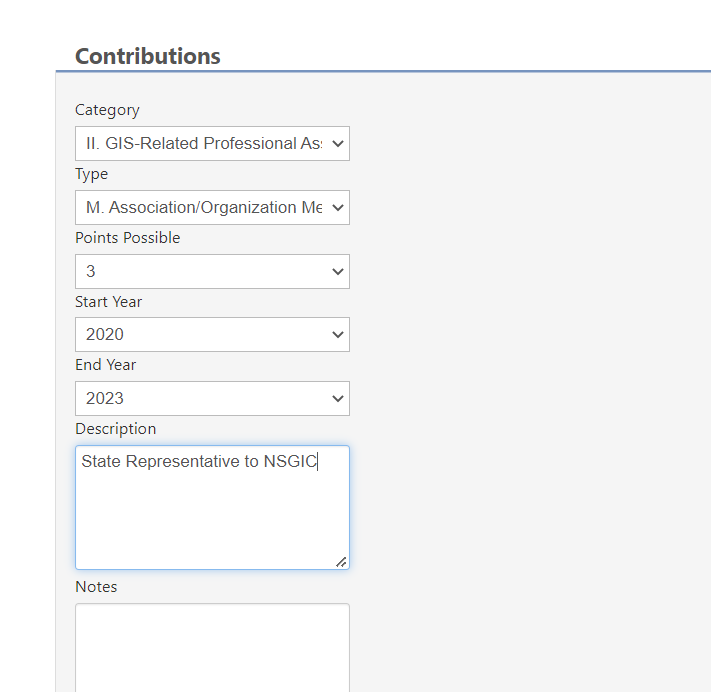 Contributions
Category
II. GIS-Related Professional As
Type
M. Association/Organization Me
Points Possible
3
Start Year
2020
End Year
2023
Description
State Representative to NSGIC
Notes